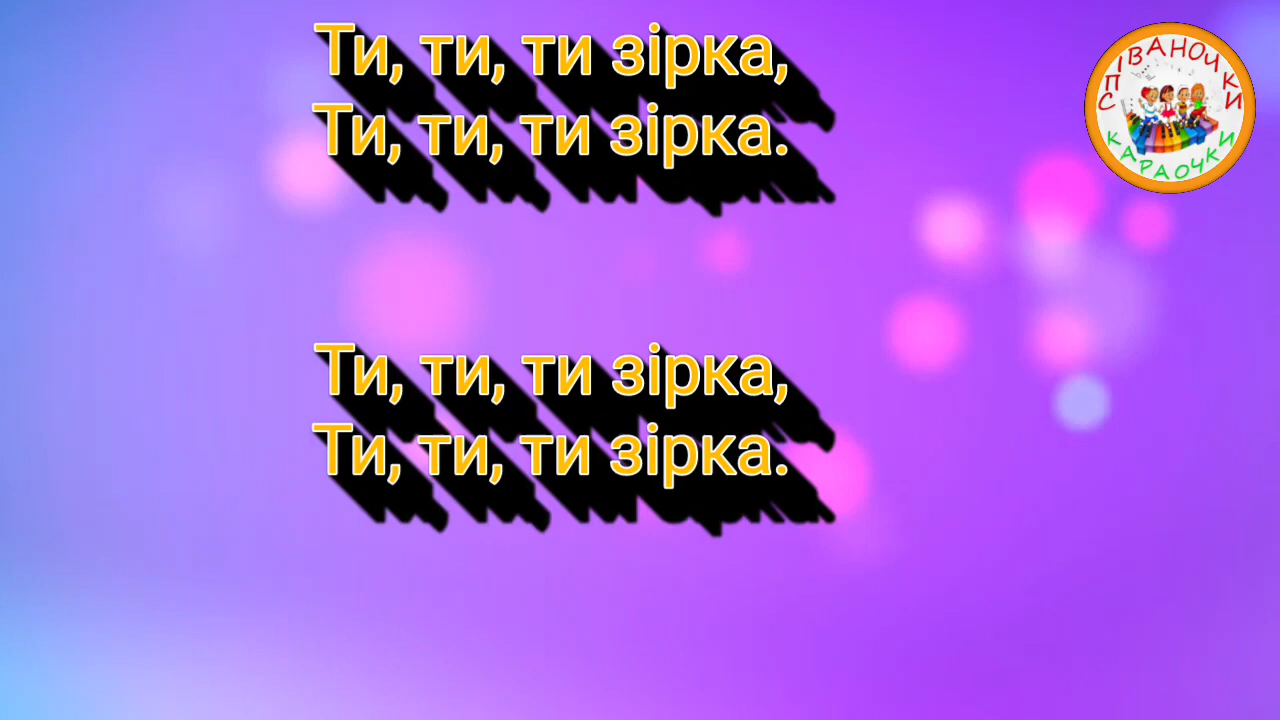 Ти, ти, ти зірка,
Ти, ти, ти зірка.
Ти, ти, ти зірка,
Ти, ти, ти зірка.
СПІВАНОЧКИ
КАРАОЧКИ